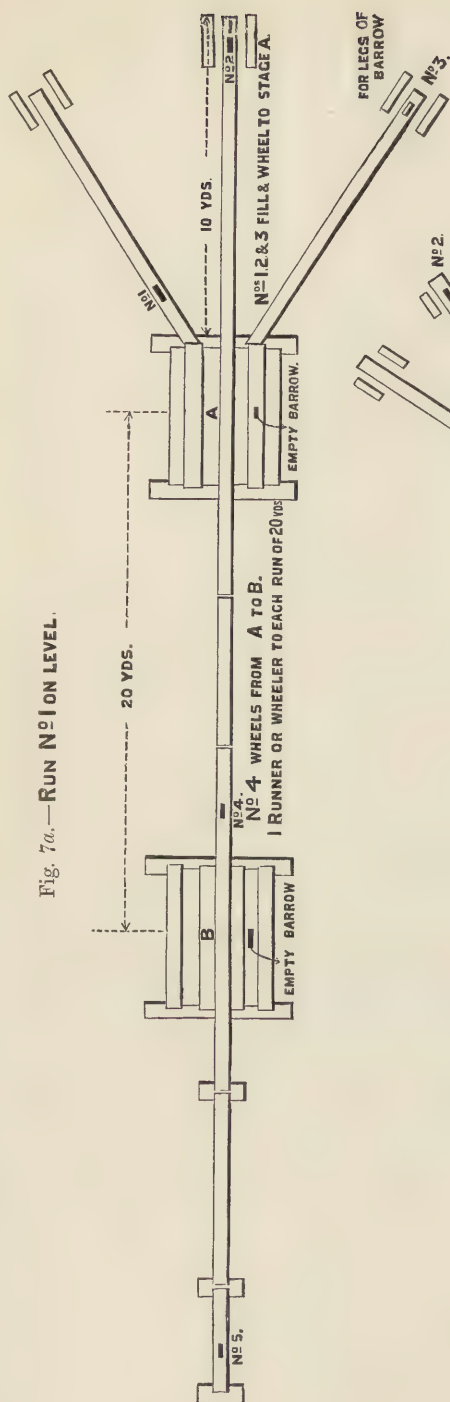 Fig. 7a.—RUN Nº 1 ON LEVEL.
20 YDS.
10 YDS.
Nº 1
Nº 2
Nº 3.
FOR LEGS OF
BARROW
Nos 1, 2 & 3 FILL & WHEEL TO STAGE A.
A
EMPTY BARROW.
Nº 4.
Nº 4 WHEELS FROM A TO B.
1 RUNNER OR WHEELER TO EACH RUN OF 20 YDS
B
EMPTY BARROW
Nº 5.
Nº 2.